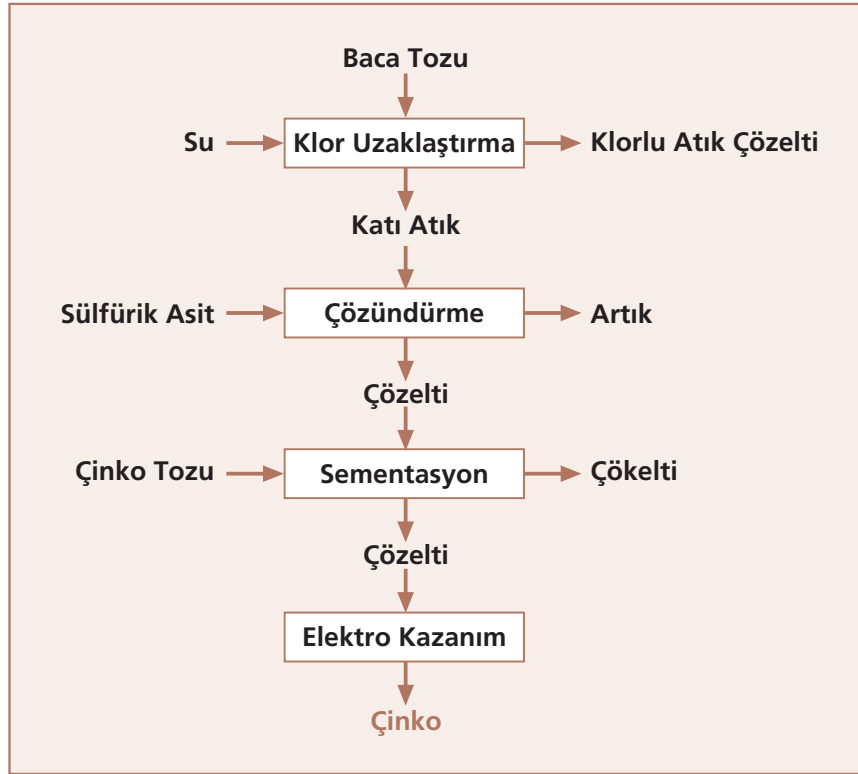 Baca Tozu
Su
Klor Uzaklaştırma
Klorlu Atık Çözelti
Katı Atık
Sülfürik Asit
Çözündürme
Artık
Çözelti
Çinko Tozu
Sementasyon
Çökelti
Çözelti
Elektro Kazanım
Çinko